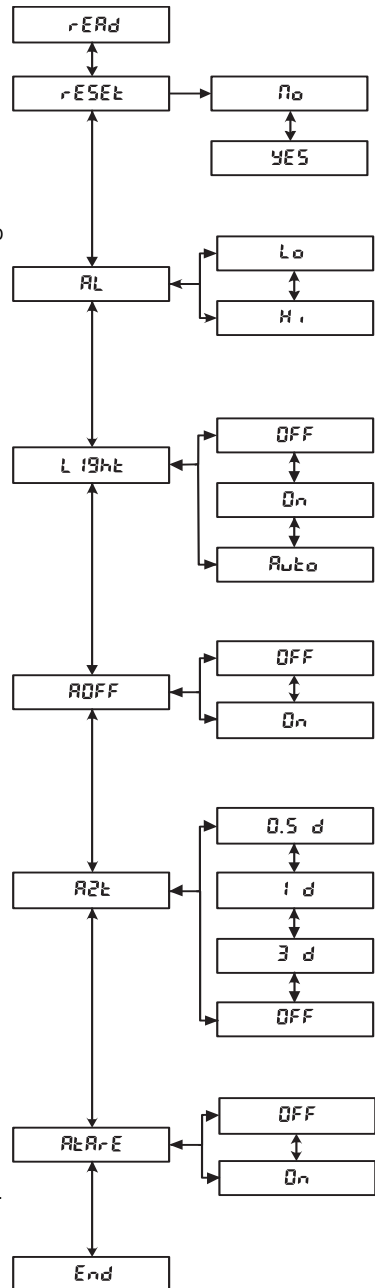 rEAd
rESEt
No
YES
AL
Lo
Hi
LIGht
OFF
On
Auto
AOFF
OFF
On
AZt
0.5 d
1 d
3 d
OFF
AtArE
OFF
On
End